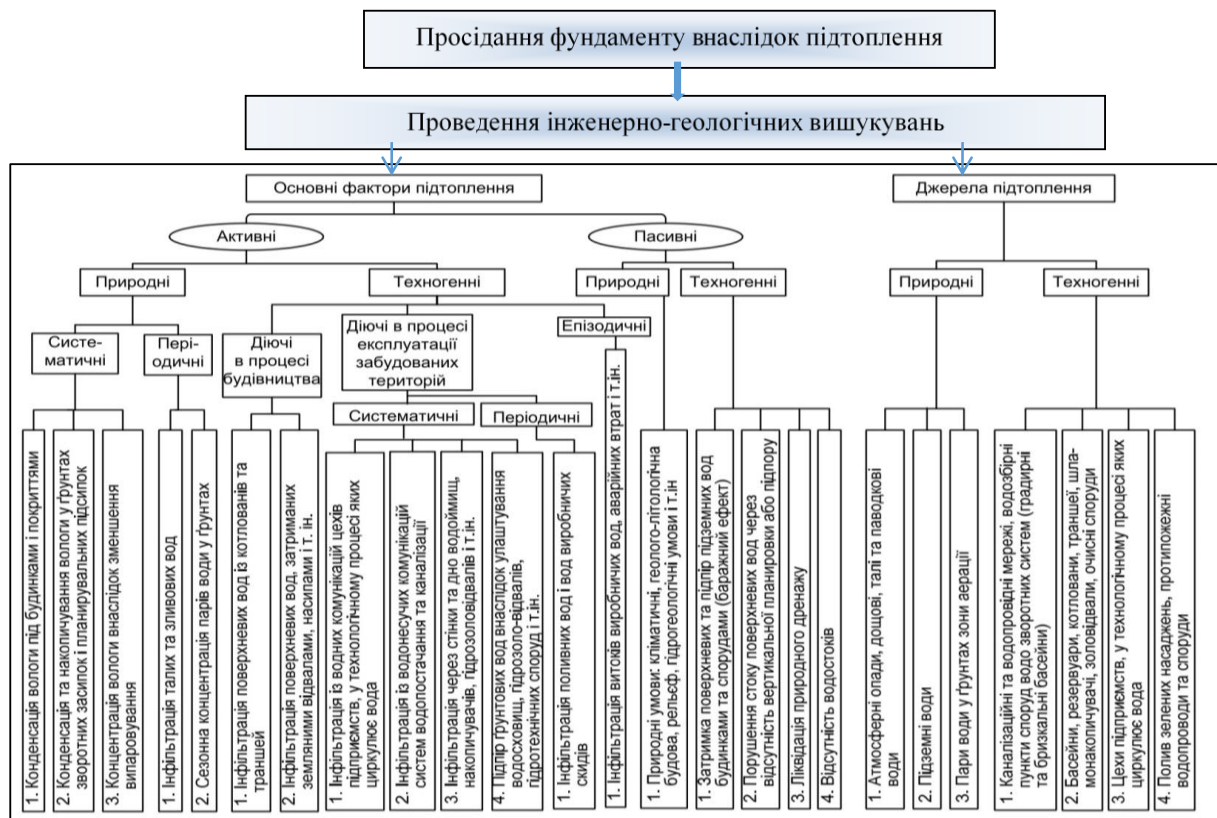 Просідання фундаменту внаслідок підтоплення
Проведення інженерно-геологічних вишукувань
Основні фактори підтоплення
Джерела підтоплення
Активні
Пасивні
Природні
Техногенні
Природні
Техногенні
Природні
Техногенні
Систе-
матичні
Пері-
одичні
Діючі
в процесі
будівництва
Діючі в процесі
експлуатації
забудованих
територій
Епізодичні
Систематичні
Періодичні
1. Конденсація вологи під будинками і покриттями
2. Конденсація та накопичування вологи у ґрунтах
зворотних засипок і планирувальних підсипок
3. Концентрація вологи внаслідок зменшення
випаровування
1. Інфільтрація талих та зливових вод
2. Сезонна концентрація парів води у ґрунтах
1. Інфільтрація поверхневих вод із котлованів та
траншей
2. Інфільтрація поверхневих вод, затриманих
земляними відвалами, насипами і т. ін.
1. Інфільтрація із водних комунікацій цехів
підприємств, у технологічному процесі яких
циркулює вода
2. Інфільтрація із водонесучих комунікацій
систем водопостачання та каналізації
3. Інфільтрація через стінки та дно водоймищ,
накопичувачів, гідрозоловідвалів і т.ін.
4. Підпір ґрунтових вод внаслідок улаштування
водосховищ, гідрозоло-відвалів,
гідротехнічних споруд і т.ін.
1. Інфільтрація поливних вод і вод виробничих
скидів
1. Інфільтрація витоків виробничих вод, аварійних втрат і т.ін.
1. Природні умови: кліматичні, геолого-літологічна
будова, рельєф, гідрогеологічні умови і т.ін
1. Затримка поверхневих та підпір підземних вод
будинками та спорудами (баражний ефект)
2. Порушення стоку поверхневих вод через
відсутність вертикальної планировки або підпору
3. Ліквідація природного дренажу
4. Відсутність водостоків
1. Атмосферні опади, дощові, талі та паводкові
води
2. Підземні води
3. Пари води у ґрунтах зони аерації
1. Каналізаційні та водопровідні мережі, водозбірні
пункти споруд водо зворотних систем (градирні
та бризкальні басейни)
2. Басейни, резервуари, котловани, траншеї, шла-
монакопичувачі, золовідвали, очисні споруди
3. Цехи підприємств, у технологічному процесі яких
циркулює вода
4. Полив зелених насаджень, протипожежні
водопроводи та споруди